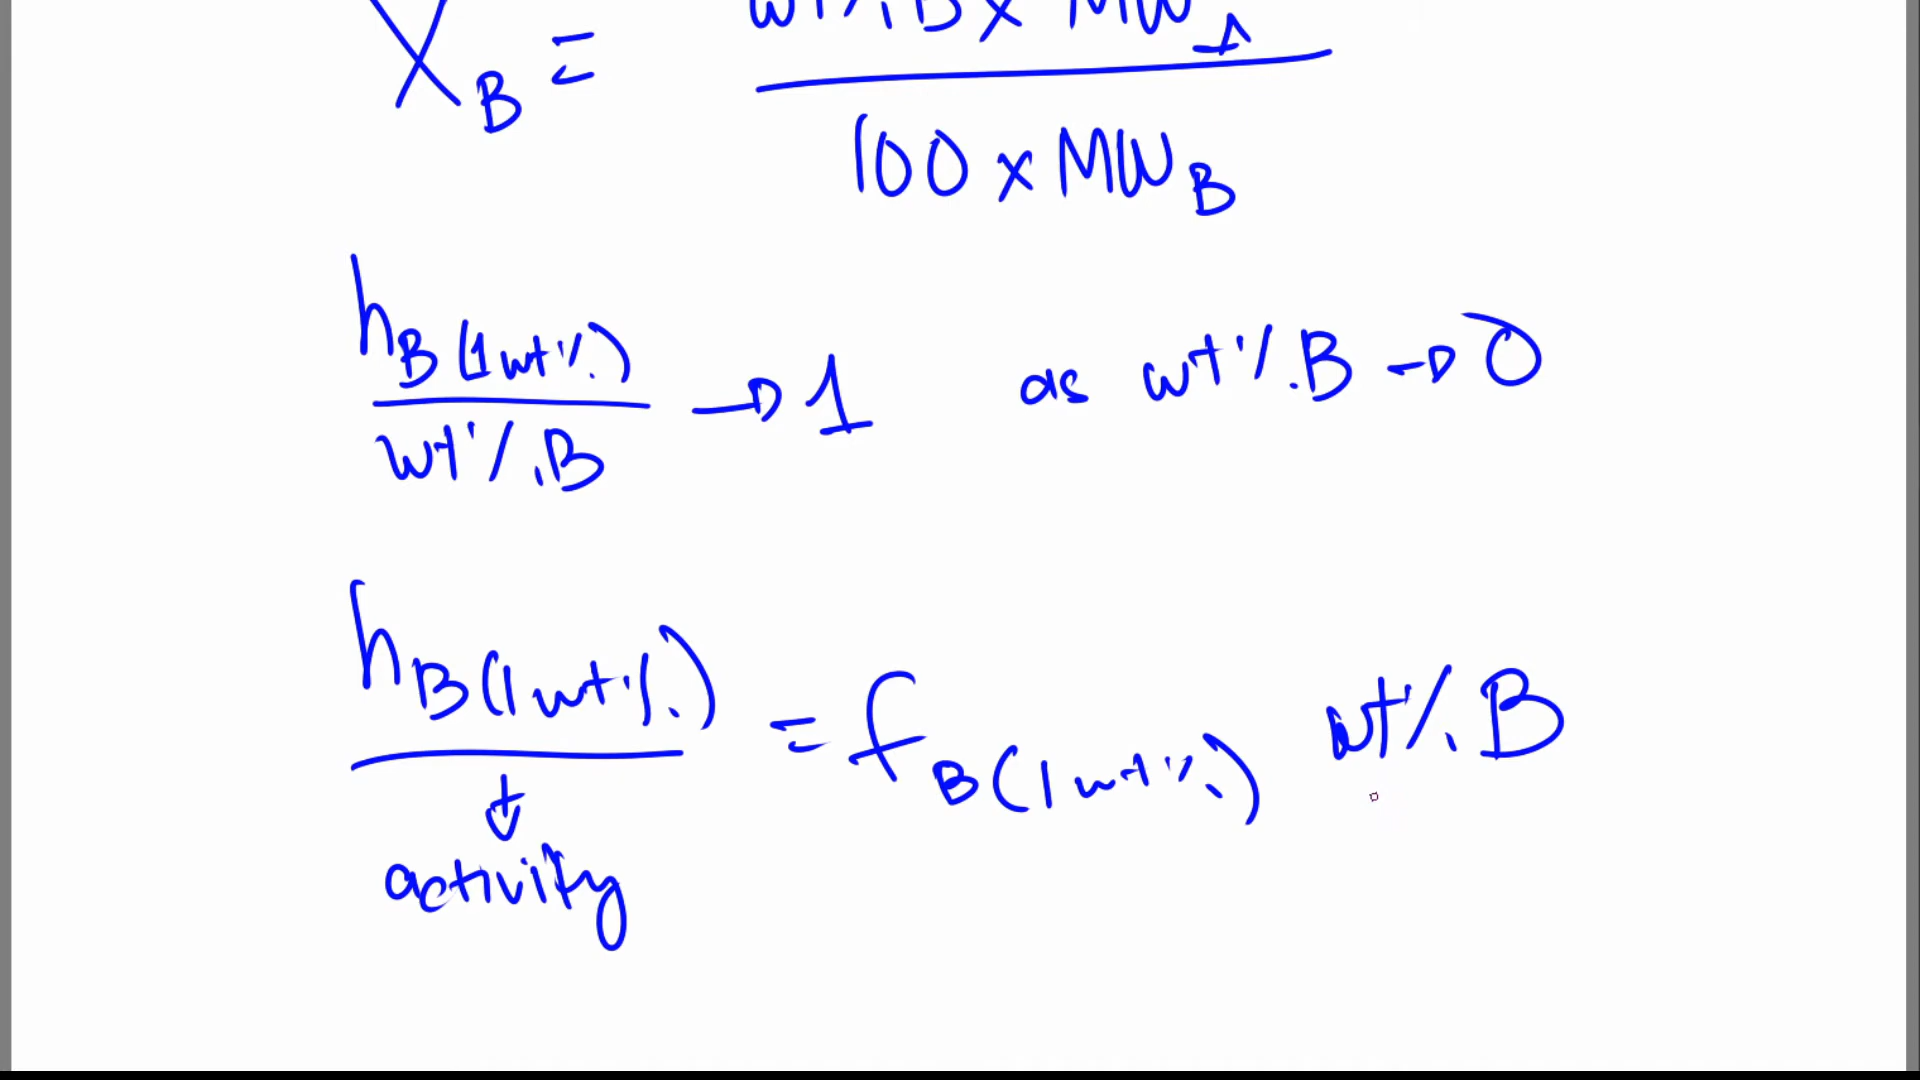 wt%B x MW_A
X_B = 
100 x MW_B
h_B(1wt%) → 1 as wt%.B → 0
wt%.B
h_B(1wt%) = f_B(1wt%) wt%.B
activity